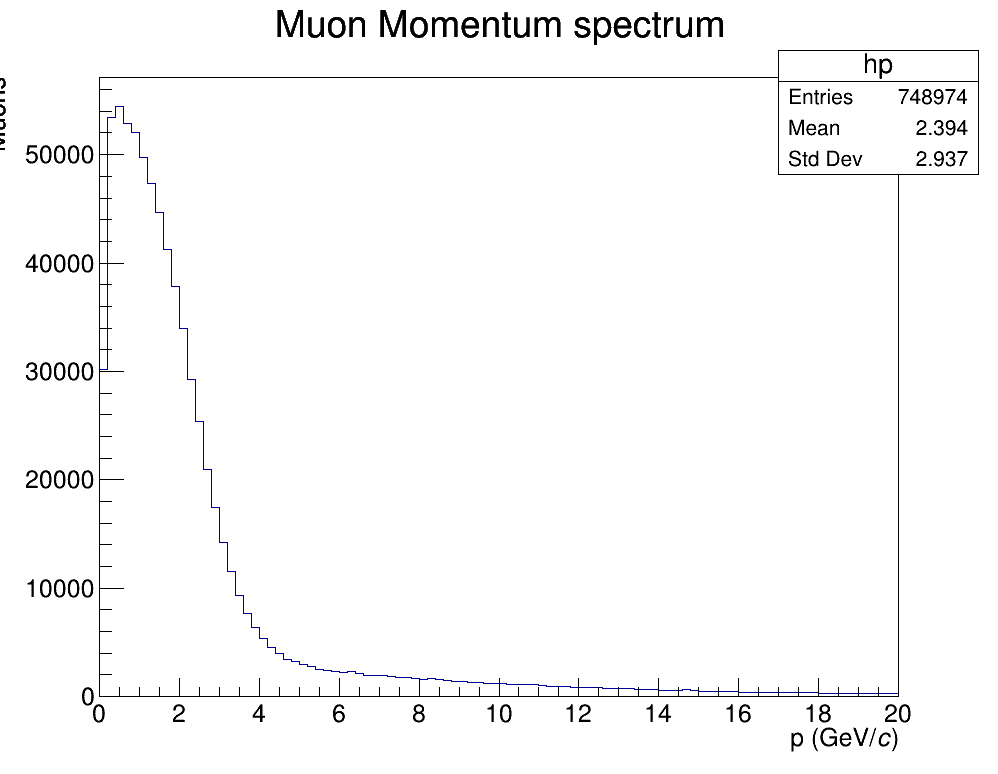 Muon Momentum spectrum
hp
Entries 748974
Mean 2.394
Std Dev 2.937
50000
40000
30000
20000
10000
0
0 2 4 6 8 10 12 14 16 18 20
p (GeV/c)